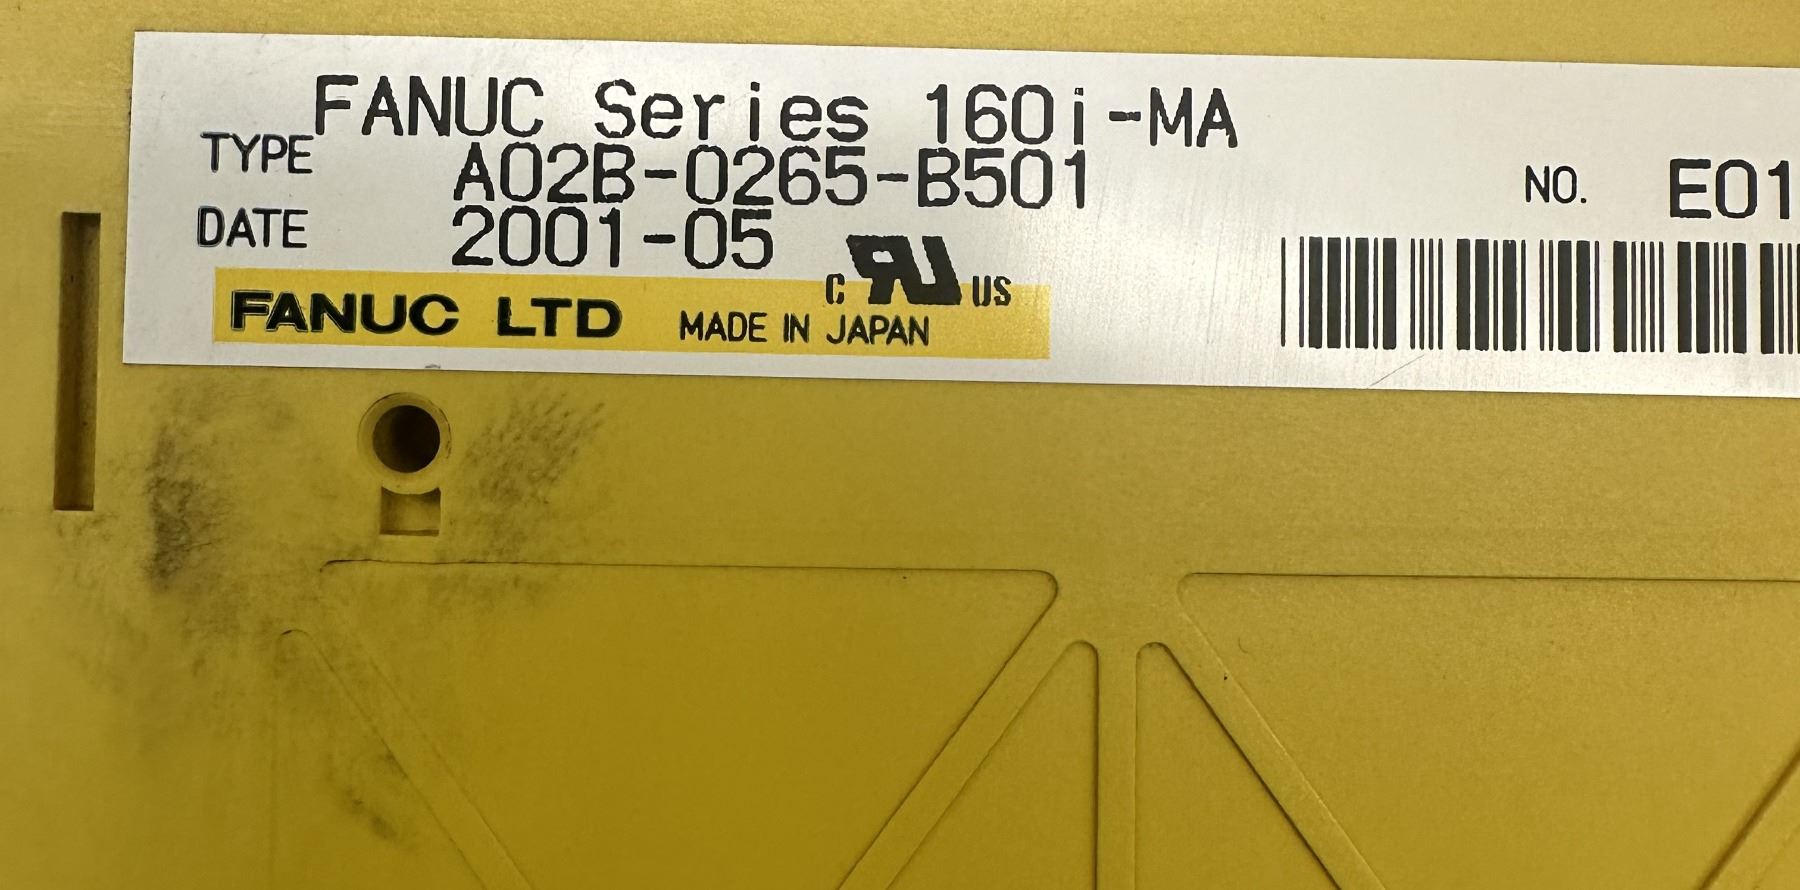 FANUC Series 160i-MA
TYPE A02B-0265-B501
NO. E01
DATE 2001-05
c RU US
FANUC LTD MADE IN JAPAN